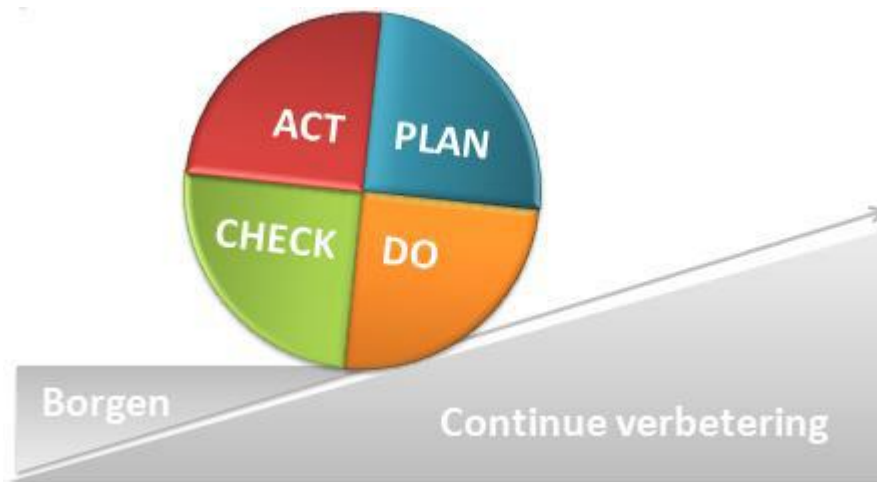 ACT
PLAN
CHECK
DO
Borgen
Continue verbetering